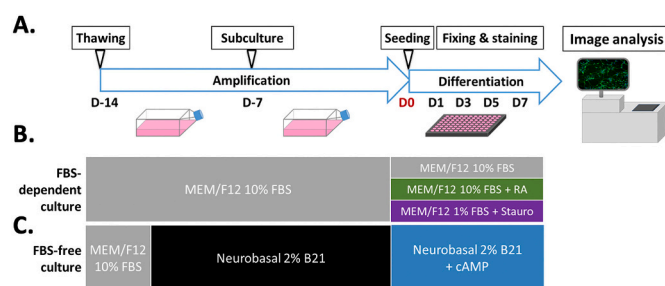 A.
Thawing
Subculture
Seeding
Fixing & staining
Image analysis
Amplification
Differentiation
D-14
D-7
D0
D1
D3
D5
D7
B.
FBS-
dependent
culture
MEM/F12 10% FBS
MEM/F12 10% FBS
MEM/F12 10% FBS + RA
MEM/F12 1% FBS + Stauro
C.
FBS-free
culture
MEM/F12
10% FBS
Neurobasal 2% B21
Neurobasal 2% B21
+ cAMP